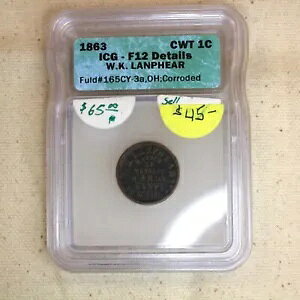 1863 CWT 1C
ICG - F12 Details
W.K. LANPHEAR
Fuld#165CY-3a,OH;Corroded
$65.00
Sell
$45-